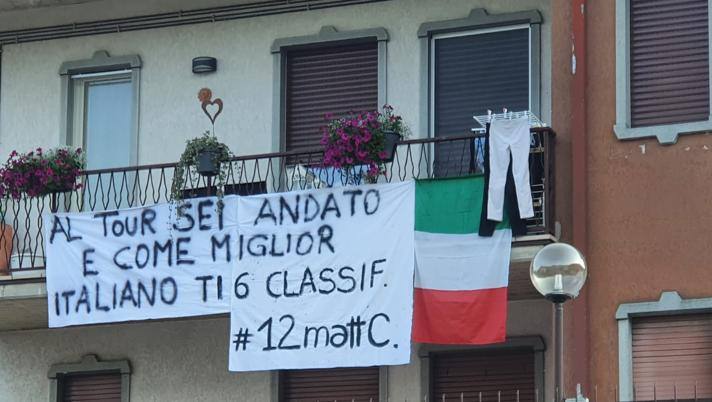 AL TOUR SEI ANDATO
E COME MIGLIOR
ITALIANO TI 6 CLASSIF.
#12mattC.